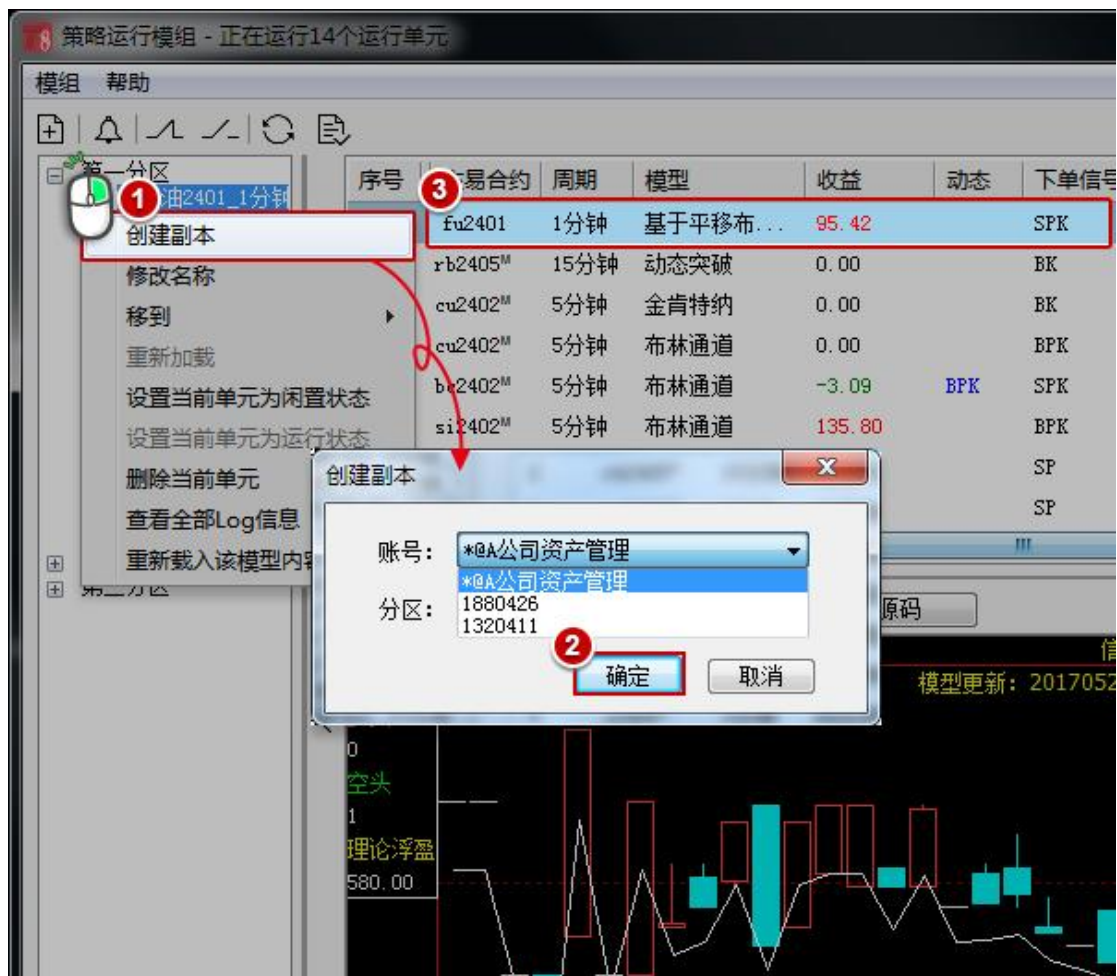 策略运行模组 - 正在运行14个运行单元
模组 帮助
第一分区
油2401_1分钟
1
创建副本
修改名称
移到
重新加载
设置当前单元为闲置状态
设置当前单元为运行状态
删除当前单元
查看全部Log信息
重新载入该模型内
序号 易合约 周期 模型 收益 动态 下单信号
3
fu2401 1分钟 基于平移布... 95.42 SPK
rb2405M 15分钟 动态突破 0.00 BK
cu2402M 5分钟 金肯特纳 0.00 BK
cu2402M 5分钟 布林通道 0.00 BPK
bc2402M 5分钟 布林通道 -3.09 BPK SPK
si2402M 5分钟 布林通道 135.80 BPK
SP
SP
创建副本
账号: *@A公司资产管理
*@A公司资产管理
1880426
1320411
分区:
2
确定 取消
源码
信
模型更新: 2017052
0
空头
1
理论浮盈
580.00